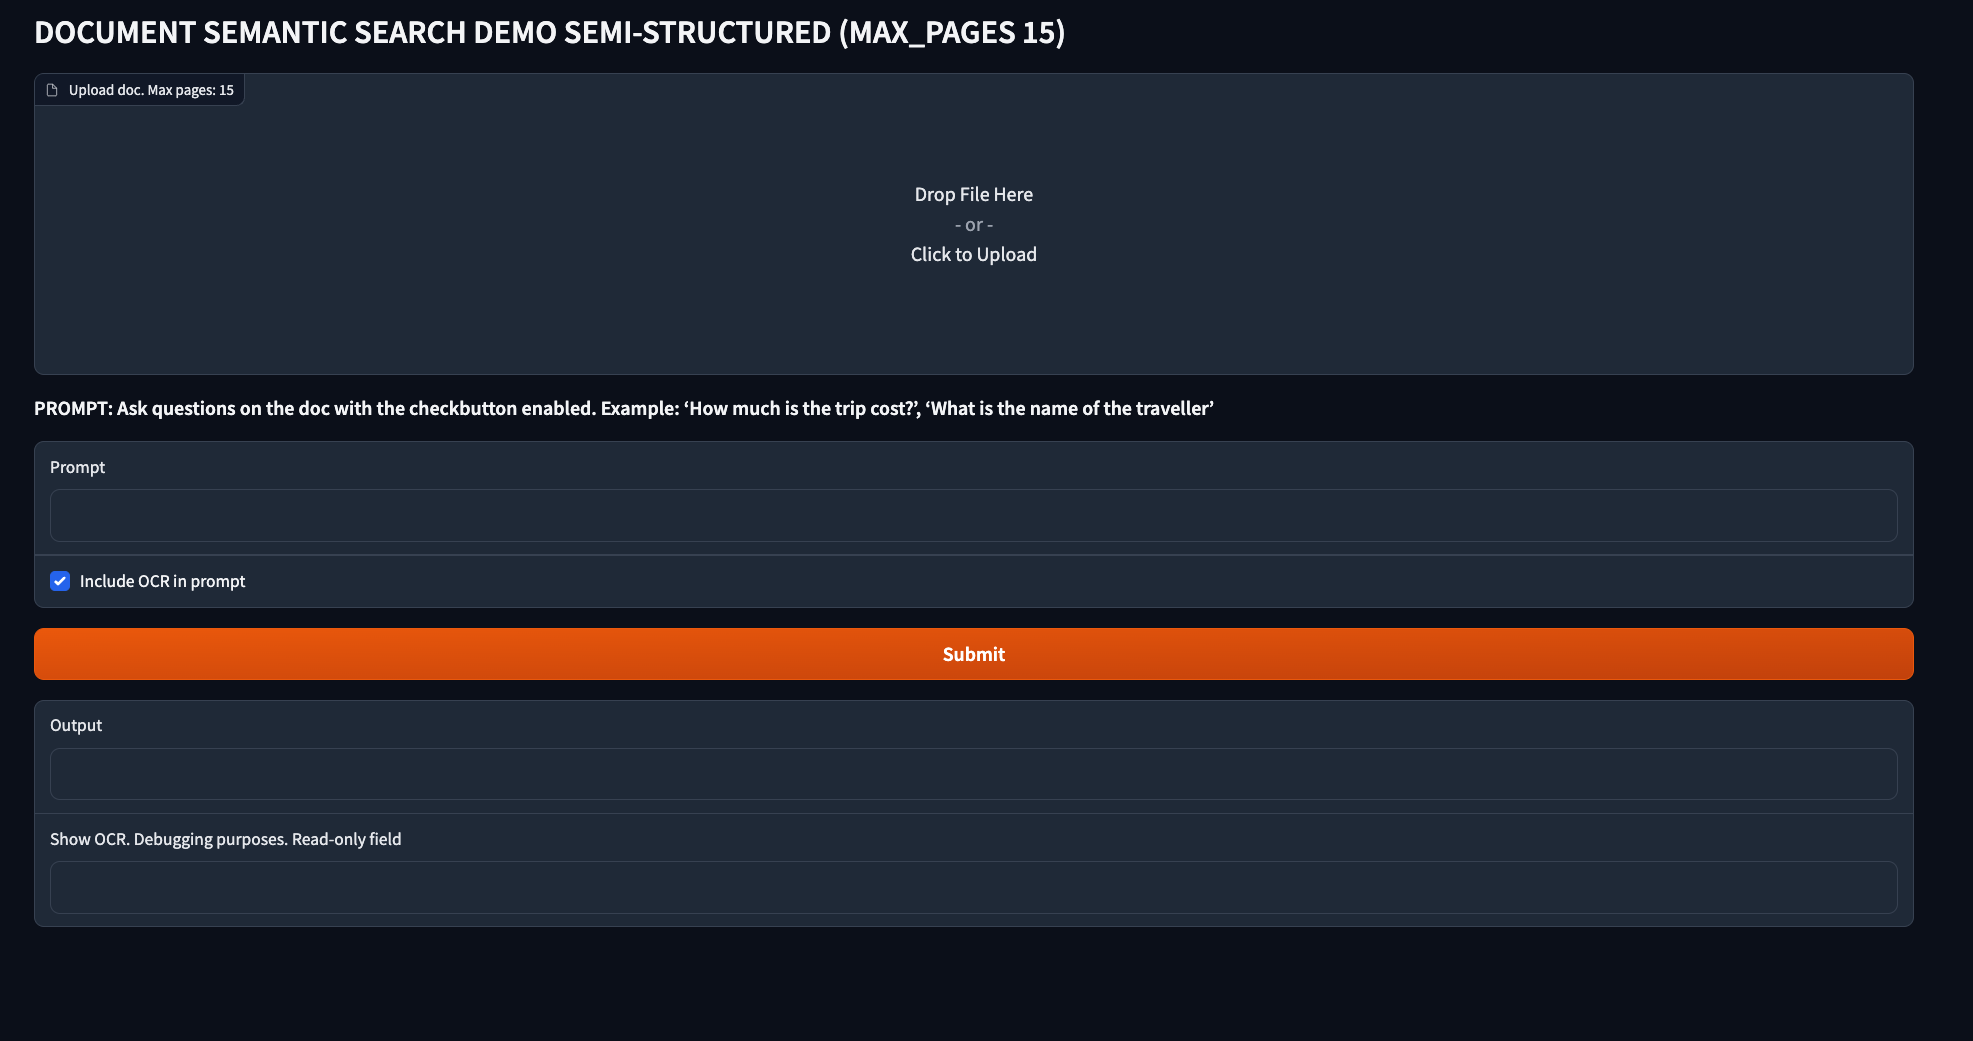 DOCUMENT SEMANTIC SEARCH DEMO SEMI-STRUCTURED (MAX_PAGES 15)
Upload doc. Max pages: 15
Drop File Here
- or -
Click to Upload
PROMPT: Ask questions on the doc with the checkbutton enabled. Example: ‘How much is the trip cost?’, ‘What is the name of the traveller’
Prompt
Include OCR in prompt
Submit
Output
Show OCR. Debugging purposes. Read-only field